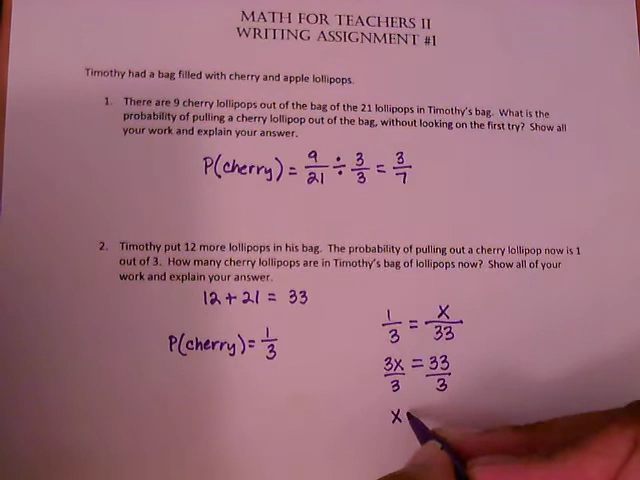 MATH FOR TEACHERS II
WRITING ASSIGNMENT #1
Timothy had a bag filled with cherry and apple lollipops.
1. There are 9 cherry lollipops out of the bag of the 21 lollipops in Timothy's bag. What is the
probability of pulling a cherry lollipop out of the bag, without looking on the first try? Show all
your work and explain your answer.
P(cherry) = 9/21 ÷ 3/3 = 3/7
2. Timothy put 12 more lollipops in his bag. The probability of pulling out a cherry lollipop now is 1
out of 3. How many cherry lollipops are in Timothy's bag of lollipops now? Show all of your
work and explain your answer.
12 + 21 = 33
P(cherry) = 1/3
1/3 = x/33
3x/3 = 33/3
x